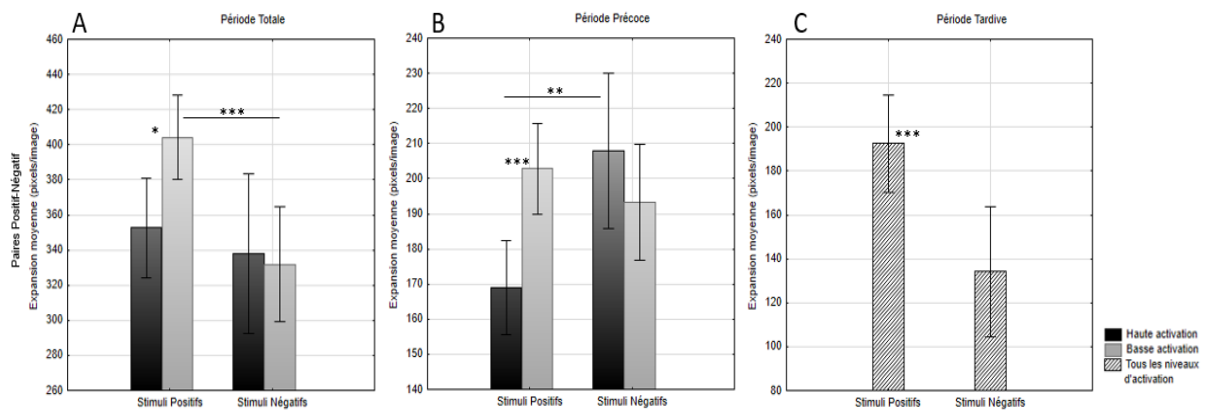 A
Période Totale
Paires Positif-Négatif
Expansion moyenne (pixels/image)
460
440
420
400
380
360
340
320
300
280
260
*
***
Stimuli Positifs
Stimuli Négatifs
B
Période Précoce
Expansion moyenne (pixels/image)
240
230
220
210
200
190
180
170
160
150
140
**
***
Stimuli Positifs
Stimuli Négatifs
C
Période Tardive
Expansion moyenne (pixels/image)
240
220
200
180
160
140
120
100
80
***
Stimuli Positifs
Stimuli Négatifs
Haute activation
Basse activation
Tous les niveaux
d'activation